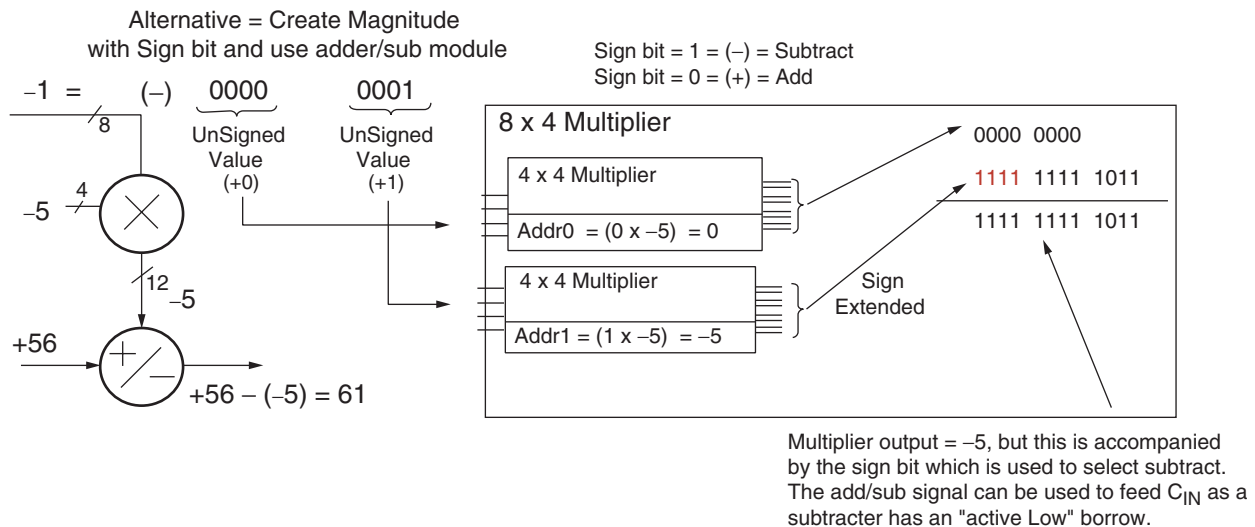 Alternative = Create Magnitude
with Sign bit and use adder/sub module
Sign bit = 1 = (−) = Subtract
Sign bit = 0 = (+) = Add
−1 = (−) 0000 0001
8
UnSigned
Value
(+0)
UnSigned
Value
(+1)
−5
4
12
−5
+56
+ −
+56 − (−5) = 61
8 x 4 Multiplier
4 x 4 Multiplier
Addr0 = (0 x −5) = 0
4 x 4 Multiplier
Addr1 = (1 x −5) = −5
Sign
Extended
0000 0000
1111 1111 1011
1111 1111 1011
Multiplier output = −5, but this is accompanied
by the sign bit which is used to select subtract.
The add/sub signal can be used to feed CIN as a
subtracter has an "active Low" borrow.